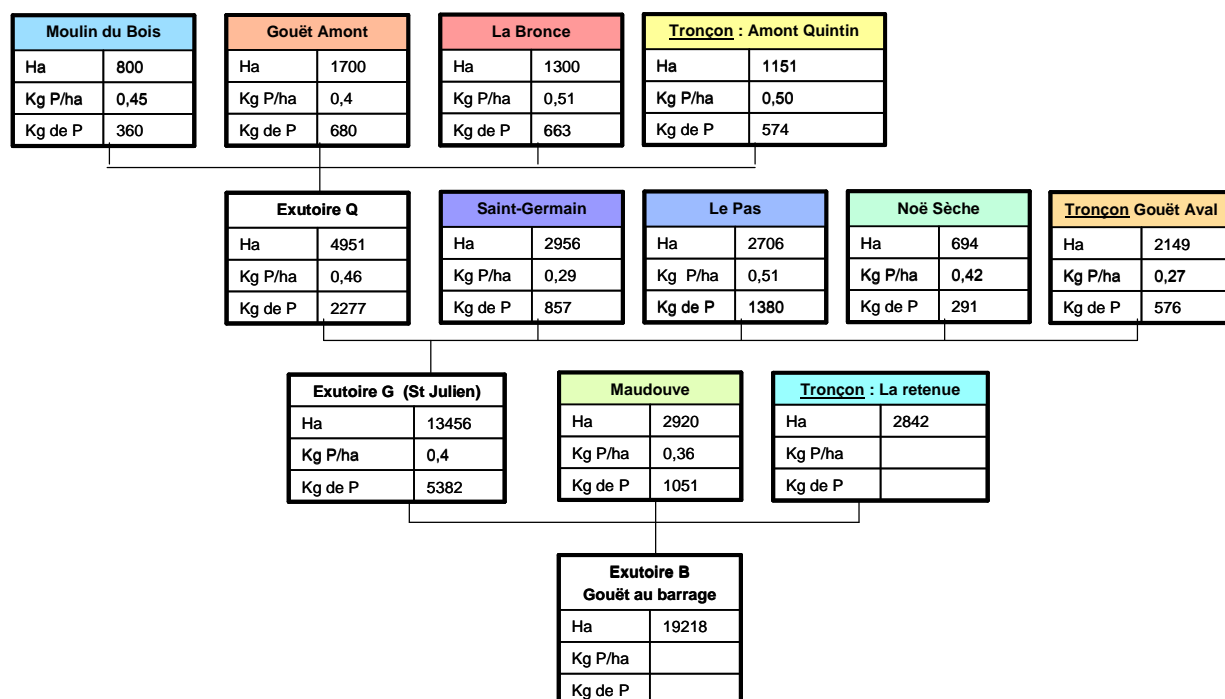 Moulin du Bois
Ha 800
Kg P/ha 0,45
Kg de P 360
Gouët Amont
Ha 1700
Kg P/ha 0,4
Kg de P 680
La Bronce
Ha 1300
Kg P/ha 0,51
Kg de P 663
Tronçon : Amont Quintin
Ha 1151
Kg P/ha 0,50
Kg de P 574
Exutoire Q
Ha 4951
Kg P/ha 0,46
Kg de P 2277
Saint-Germain
Ha 2956
Kg P/ha 0,29
Kg de P 857
Le Pas
Ha 2706
Kg P/ha 0,51
Kg de P 1380
Noë Sèche
Ha 694
Kg P/ha 0,42
Kg de P 291
Tronçon Gouët Aval
Ha 2149
Kg P/ha 0,27
Kg de P 576
Exutoire G (St Julien)
Ha 13456
Kg P/ha 0,4
Kg de P 5382
Maudouve
Ha 2920
Kg P/ha 0,36
Kg de P 1051
Tronçon : La retenue
Ha 2842
Kg P/ha
Kg de P
Exutoire B
Gouët au barrage
Ha 19218
Kg P/ha
Kg de P